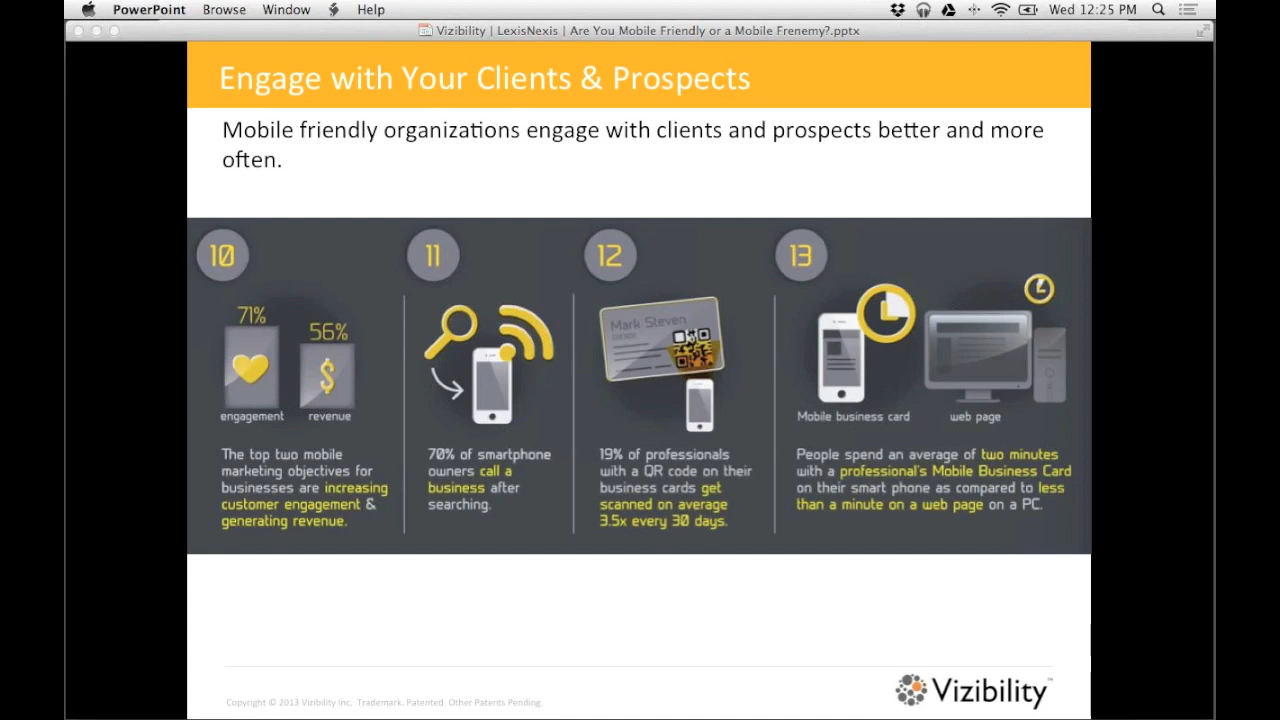 PowerPoint Browse Window Help Wed 12:25 PM
Vizibility | LexisNexis | Are You Mobile Friendly or a Mobile Frenemy?.pptx
Engage with Your Clients & Prospects
Mobile friendly organizations engage with clients and prospects better and more
often.
10
71%
56%
engagement revenue
The top two mobile
marketing objectives for
businesses are increasing
customer engagement &
generating revenue.
11
70% of smartphone
owners call a
business after
searching.
12
Mark Steven
19% of professionals
with a QR code on their
business cards get
scanned on average
3.5x every 30 days.
13
Mobile business card web page
People spend an average of two minutes
with a professional's Mobile Business Card
on their smart phone as compared to less
than a minute on a web page on a PC.
Copyright © 2013 Vizibility Inc. Trademark. Patented. Other Patents Pending.
Vizibility™